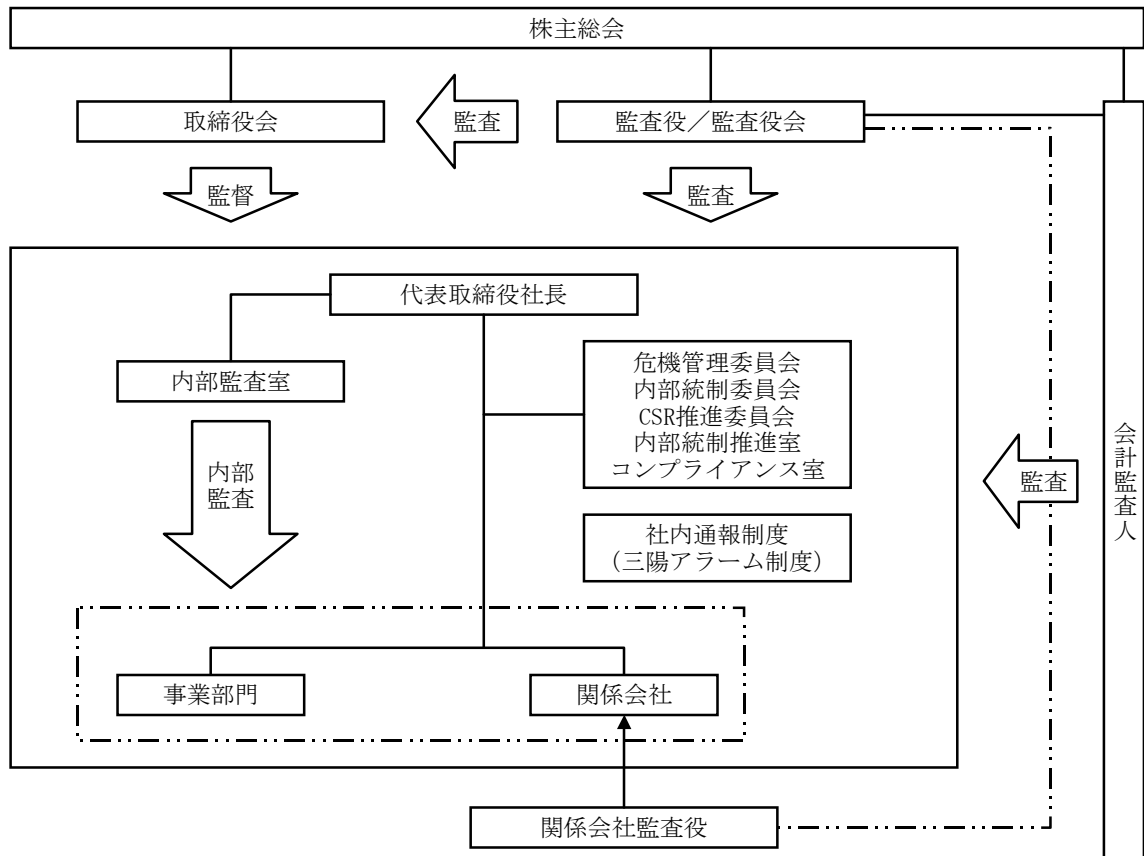 株主総会
取締役会
監査
監査役／監査役会
監督
監査
代表取締役社長
内部監査室
危機管理委員会
内部統制委員会
CSR推進委員会
内部統制推進室
コンプライアンス室
内部
監査
監査
会計監査人
社内通報制度
(三陽アラーム制度)
事業部門
関係会社
関係会社監査役